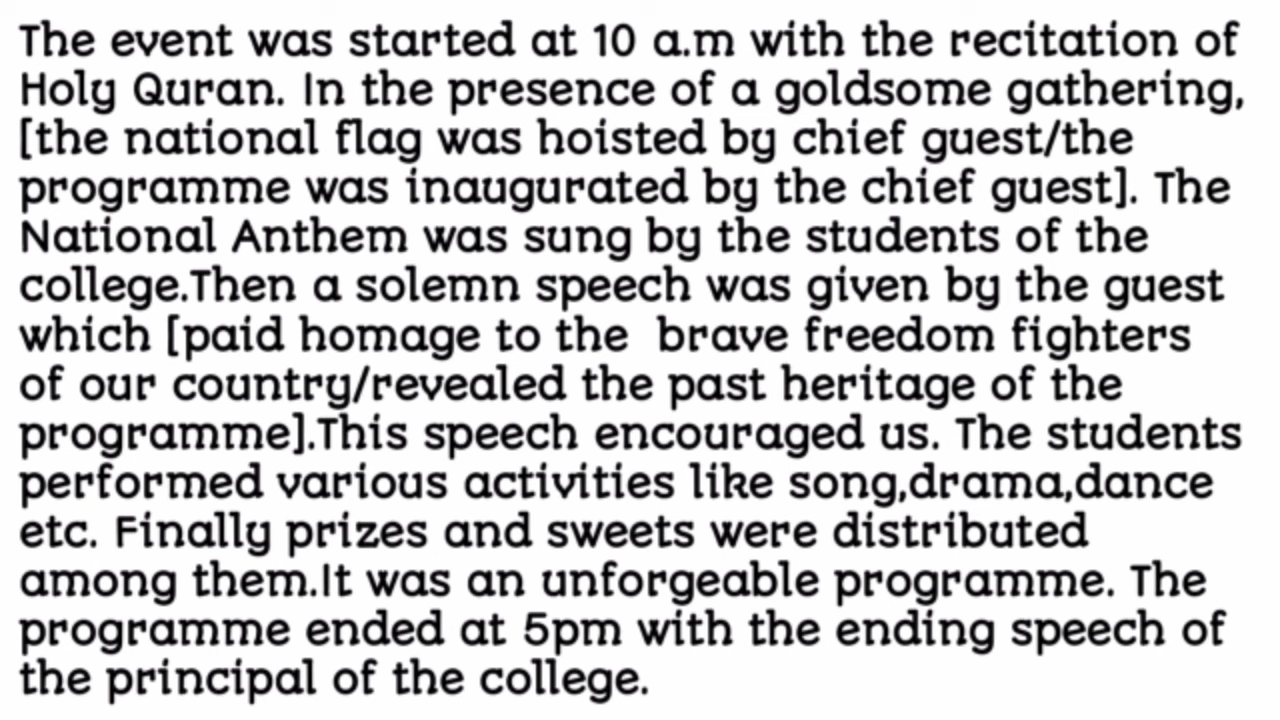 The event was started at 10 a.m with the recitation of
Holy Quran. In the presence of a goldsome gathering,
[the national flag was hoisted by chief guest/the
programme was inaugurated by the chief guest]. The
National Anthem was sung by the students of the
college.Then a solemn speech was given by the guest
which [paid homage to the  brave freedom fighters
of our country/revealed the past heritage of the
programme].This speech encouraged us. The students
performed various activities like song,drama,dance
etc. Finally prizes and sweets were distributed
among them.It was an unforgeable programme. The
programme ended at 5pm with the ending speech of
the principal of the college.